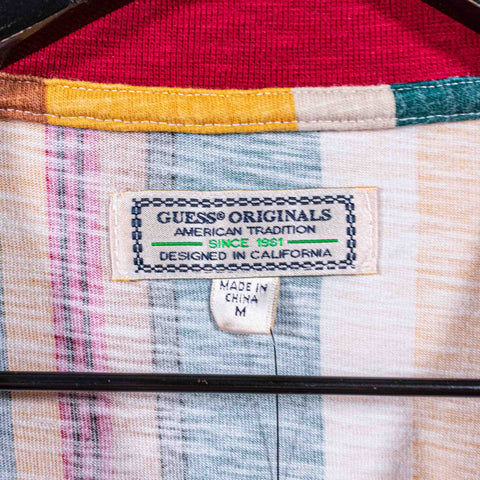 GUESS® ORIGINALS
AMERICAN TRADITION
SINCE 1981
DESIGNED IN CALIFORNIA
MADE IN
CHINA
M